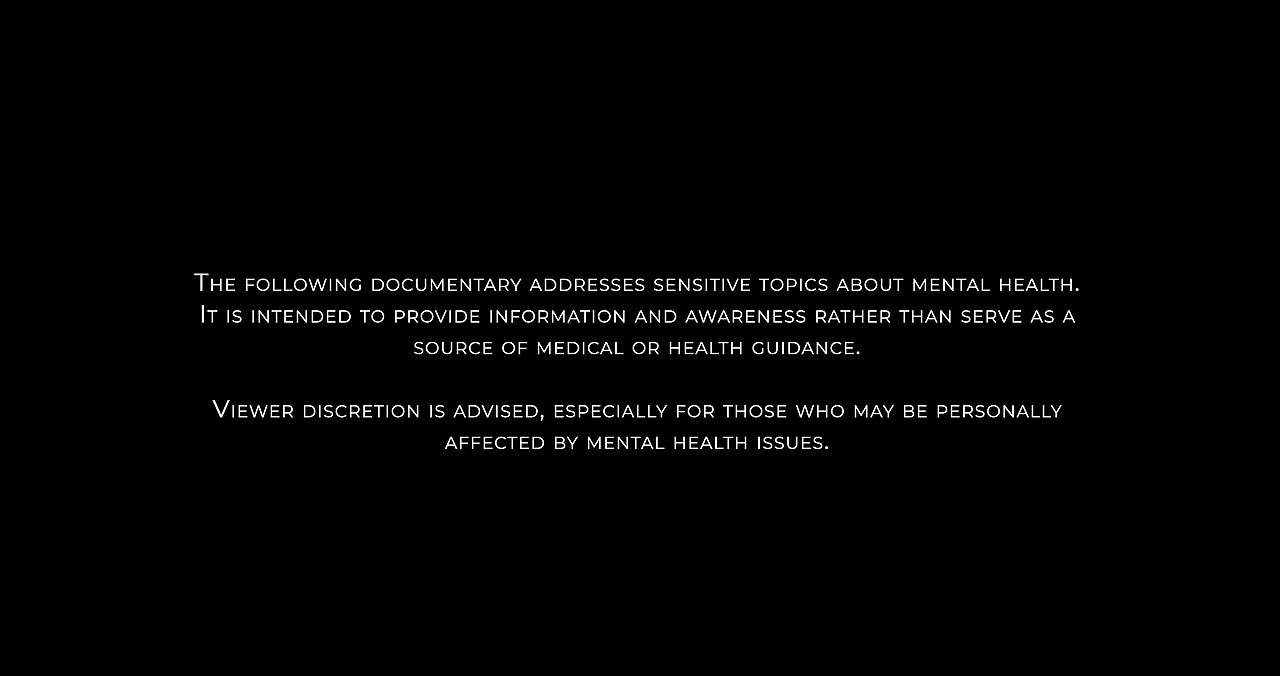 The following documentary addresses sensitive topics about mental health.
It is intended to provide information and awareness rather than serve as a
source of medical or health guidance.
Viewer discretion is advised, especially for those who may be personally
affected by mental health issues.